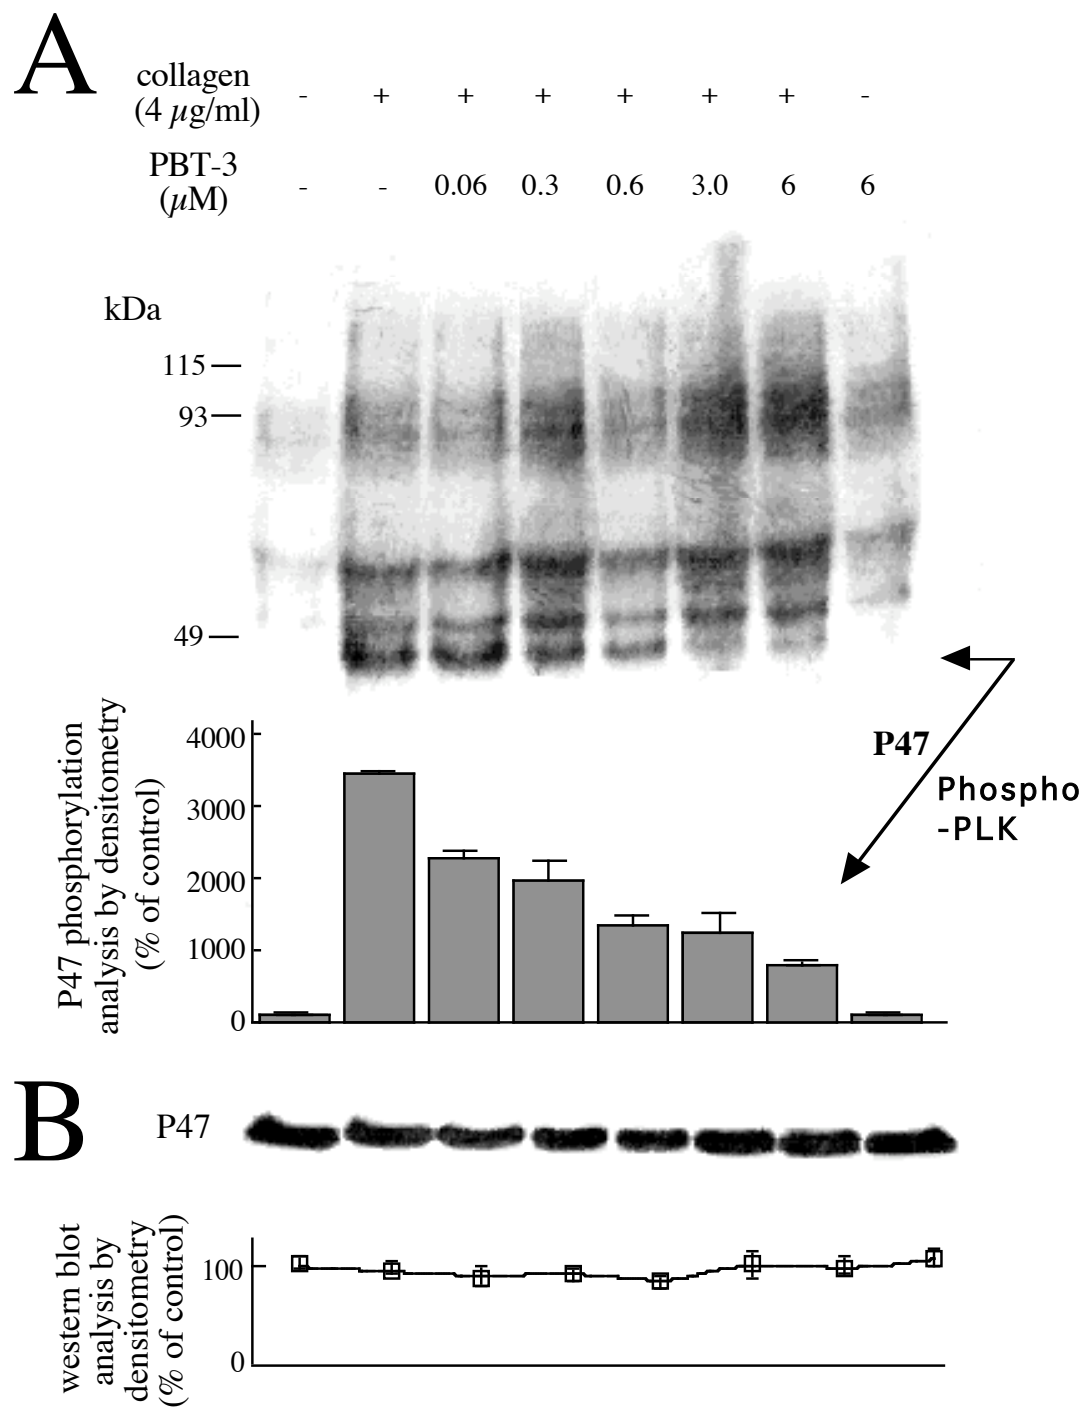 A
collagen - + + + + + + -
(4 µg/ml)
PBT-3 - - 0.06 0.3 0.6 3.0 6 6
(µM)
kDa
115
93
49
P47
Phospho
-PLK
P47 phosphorylation
analysis by densitometry
(% of control)
4000
3000
2000
1000
0
B
P47
western blot
analysis by
densitometry
(% of control)
100
0